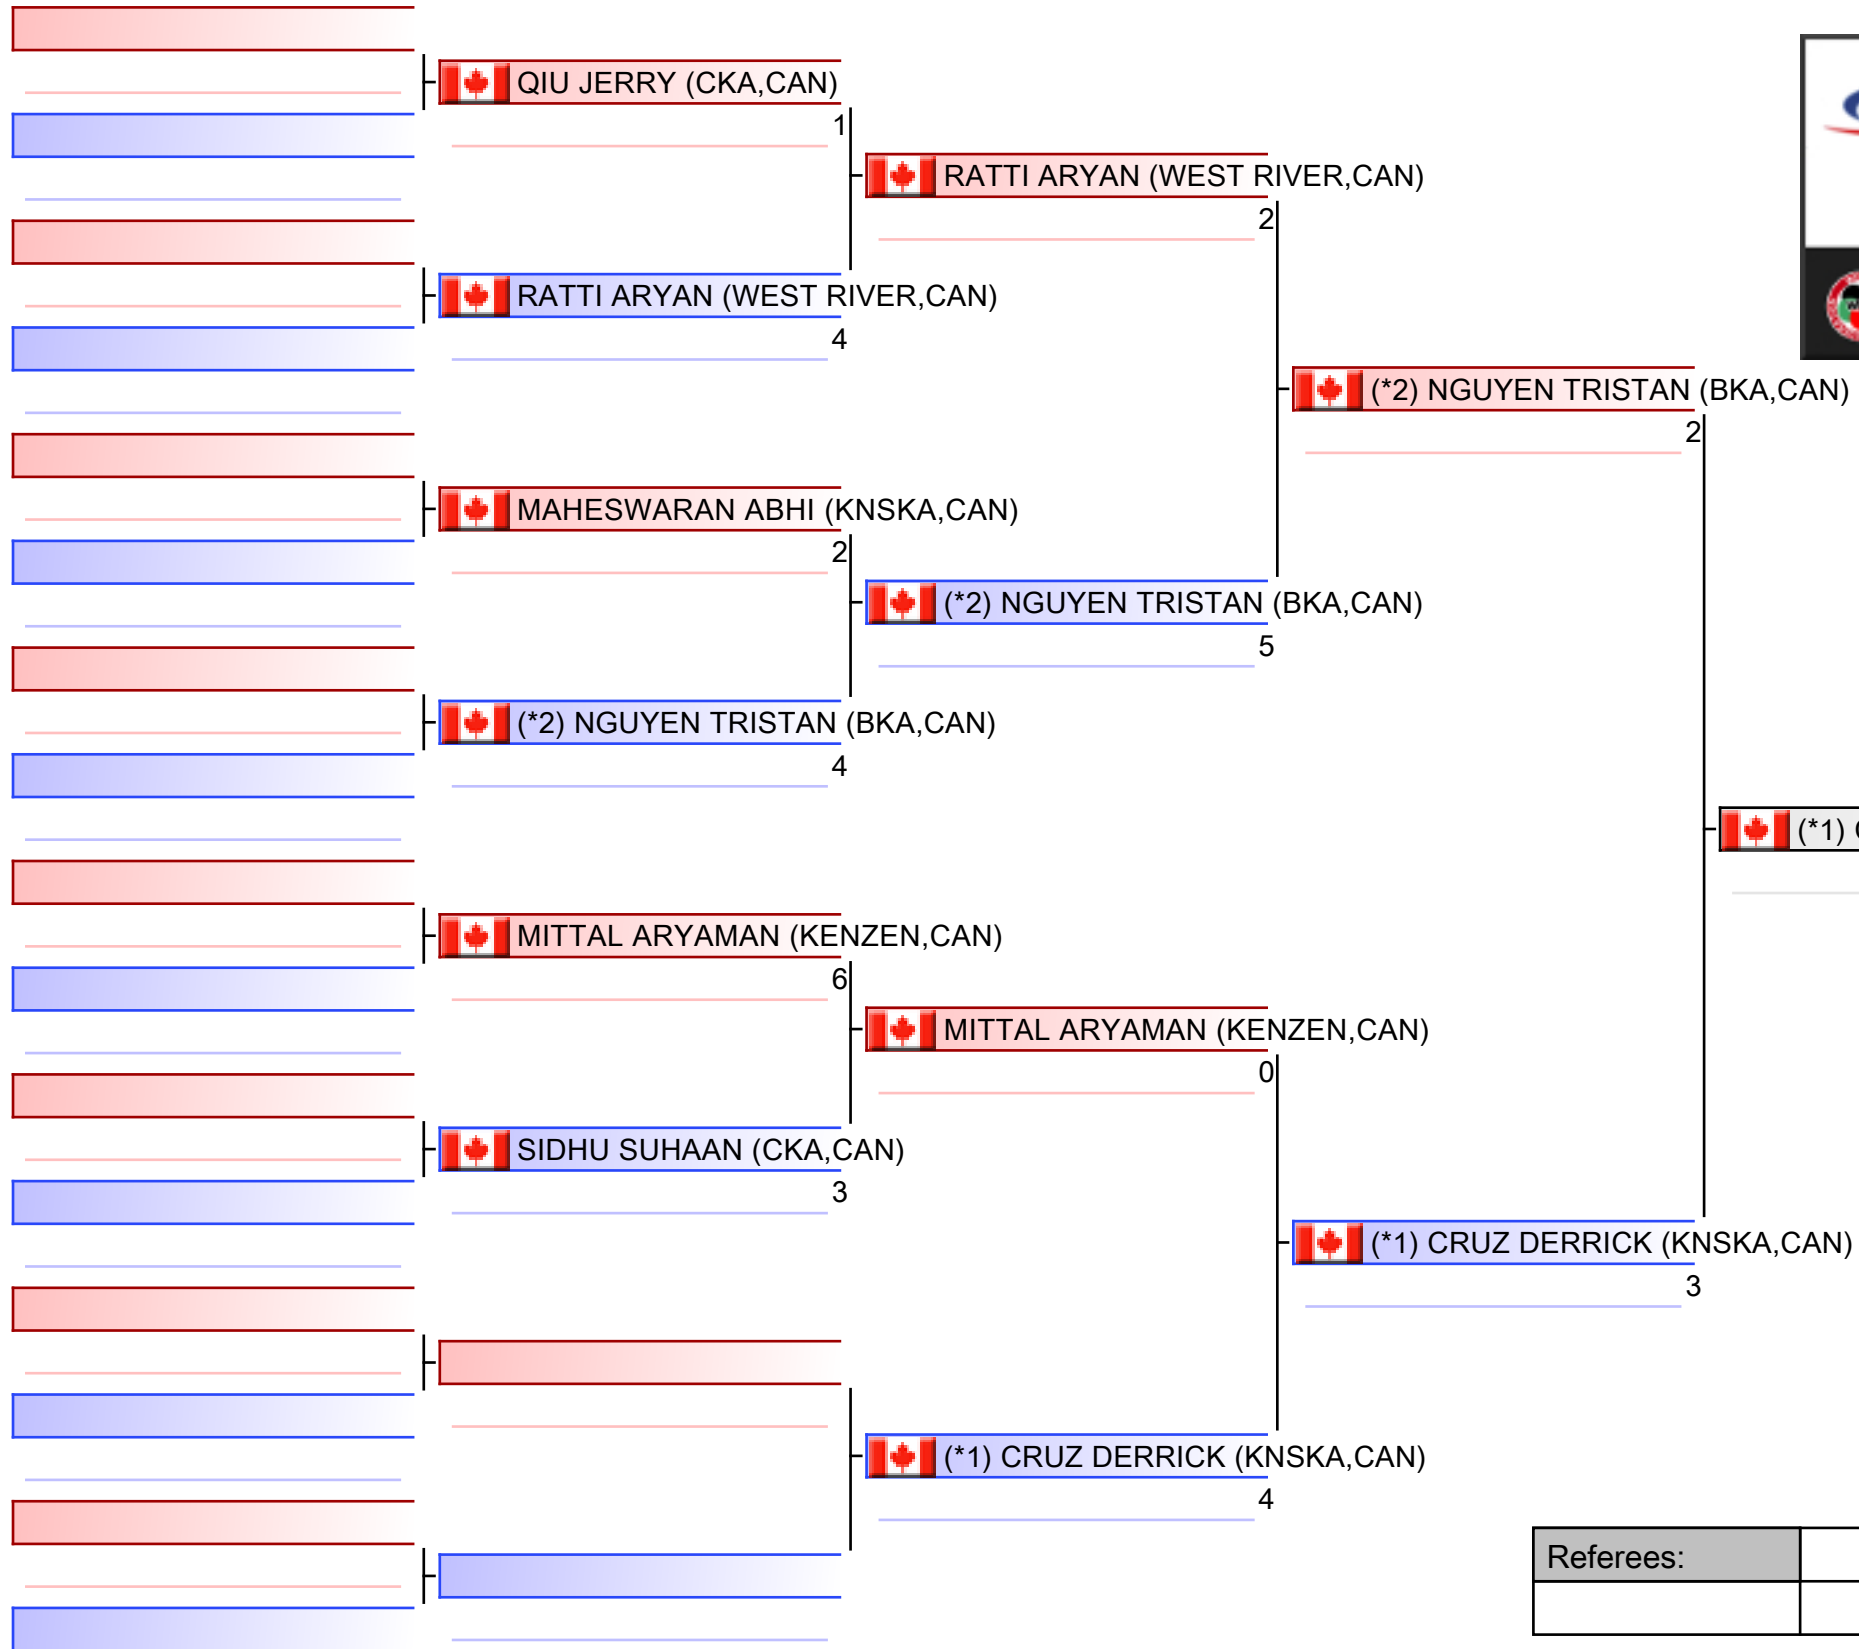 QIU JERRY (CKA,CAN)
1
RATTI ARYAN (WEST RIVER,CAN)
2
RATTI ARYAN (WEST RIVER,CAN)
4
(*2) NGUYEN TRISTAN (BKA,CAN)
2
MAHESWARAN ABHI (KNSKA,CAN)
2
(*2) NGUYEN TRISTAN (BKA,CAN)
5
(*2) NGUYEN TRISTAN (BKA,CAN)
4
(*1)
MITTAL ARYAMAN (KENZEN,CAN)
6
MITTAL ARYAMAN (KENZEN,CAN)
0
SIDHU SUHAAN (CKA,CAN)
3
(*1) CRUZ DERRICK (KNSKA,CAN)
3
(*1) CRUZ DERRICK (KNSKA,CAN)
4
Referees: